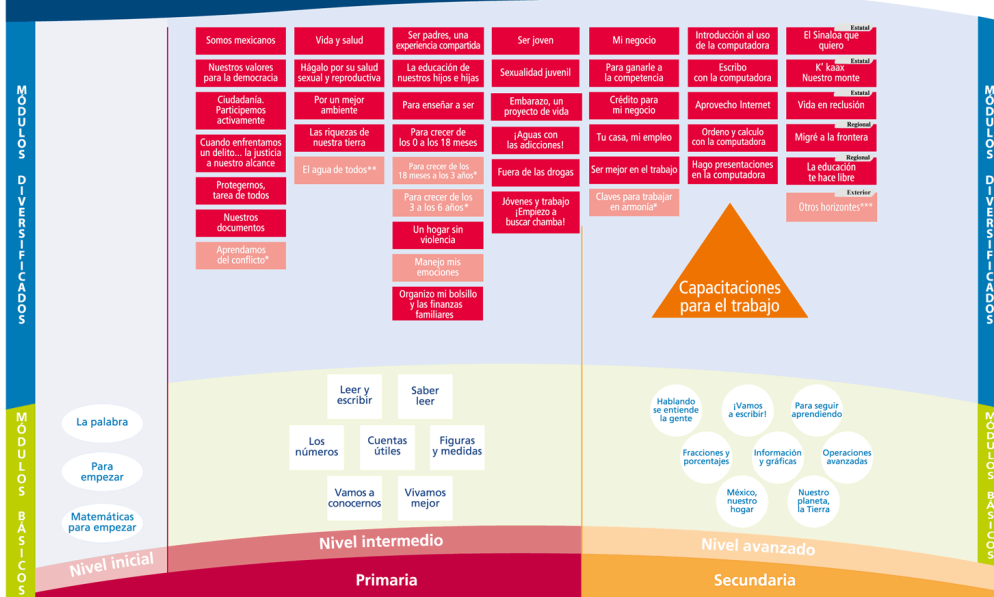 MÓDULOS DIVERSIFICADOS
Somos mexicanos
Nuestros valores
para la democracia
Ciudadanía.
Participemos
activamente
Cuando enfrentamos
un delito... la justicia
a nuestro alcance
Protegernos,
tarea de todos
Nuestros
documentos
Aprendamos
del conflicto*
Vida y salud
Hágalo por su salud
sexual y reproductiva
Por un mejor
ambiente
Las riquezas de
nuestra tierra
El agua de todos**
Ser padres, una
experiencia compartida
La educación de
nuestros hijos e hijas
Para enseñar a ser
Para crecer de
los 0 a los 18 meses
Para crecer de los
18 meses a los 3 años*
Para crecer de los
3 a los 6 años*
Un hogar sin
violencia
Manejo mis
emociones
Organizo mi bolsillo
y las finanzas
familiares
Ser joven
Sexualidad juvenil
Embarazo, un
proyecto de vida
¡Aguas con
las adicciones!
Fuera de las drogas
Jóvenes y trabajo
¡Empiezo a
buscar chamba!
Mi negocio
Para ganarle a
la competencia
Crédito para
mi negocio
Tu casa, mi empleo
Ser mejor en el trabajo
Claves para trabajar
en armonía*
Introducción al uso
de la computadora
Escribo
con la computadora
Aprovecho Internet
Ordeno y calculo
con la computadora
Hago presentaciones
en la computadora
Estatal
El Sinaloa que
quiero
Estatal
K' kaax
Nuestro monte
Estatal
Vida en reclusión
Regional
Migré a la frontera
Regional
La educación
te hace libre
Exterior
Otros horizontes***
Capacitaciones
para el trabajo
MÓDULOS DIVERSIFICADOS
MÓDULOS BÁSICOS
La palabra
Para
empezar
Matemáticas
para empezar
Leer y
escribir
Saber
leer
Los
números
Cuentas
útiles
Figuras
y medidas
Vamos a
conocernos
Vivamos
mejor
Hablando
se entiende
la gente
¡Vamos
a escribir!
Para seguir
aprendiendo
Fracciones y
porcentajes
Información
y gráficas
Operaciones
avanzadas
México,
nuestro
hogar
Nuestro
planeta,
la Tierra
MÓDULOS BÁSICOS
Nivel inicial
Nivel intermedio
Nivel avanzado
Primaria
Secundaria